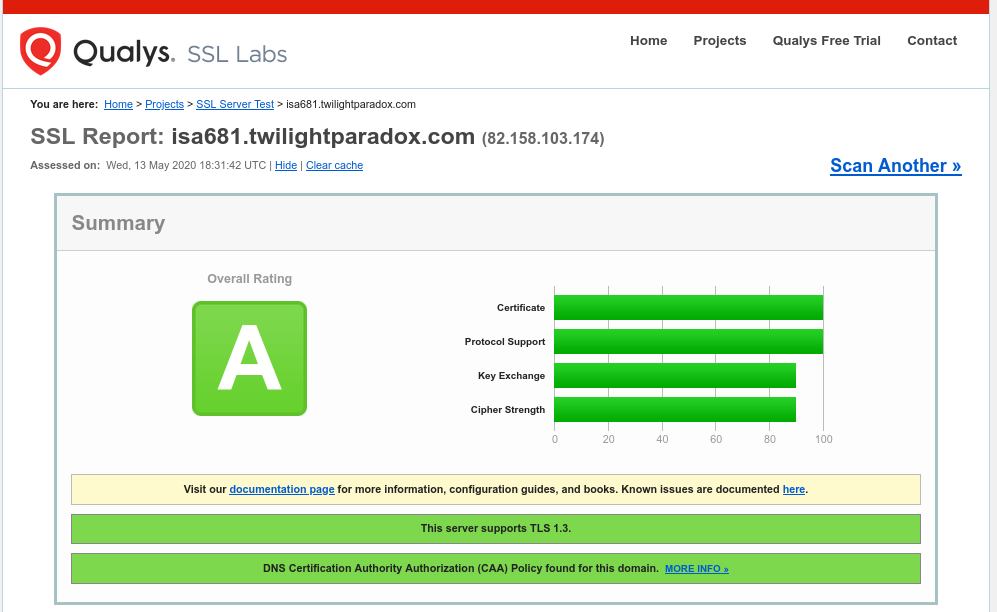 Qualys. SSL Labs
Home Projects Qualys Free Trial Contact
You are here: Home > Projects > SSL Server Test > isa681.twilightparadox.com
SSL Report: isa681.twilightparadox.com (82.158.103.174)
Assessed on: Wed, 13 May 2020 18:31:42 UTC | Hide | Clear cache
Scan Another »
Summary
Overall Rating
A
Certificate
Protocol Support
Key Exchange
Cipher Strength
0 20 40 60 80 100
Visit our documentation page for more information, configuration guides, and books. Known issues are documented here.
This server supports TLS 1.3.
DNS Certification Authority Authorization (CAA) Policy found for this domain. MORE INFO »